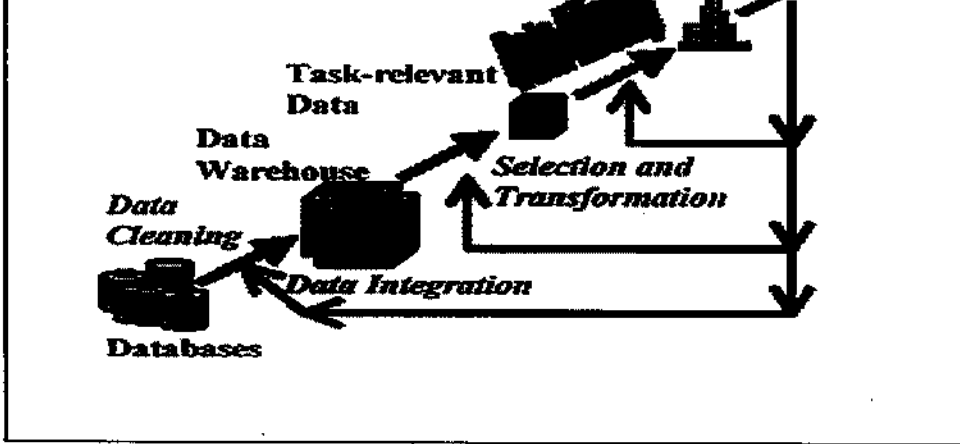 Task-relevant
Data
Data
Warehouse
Selection and
Transformation
Data
Cleaning
Data Integration
Databases